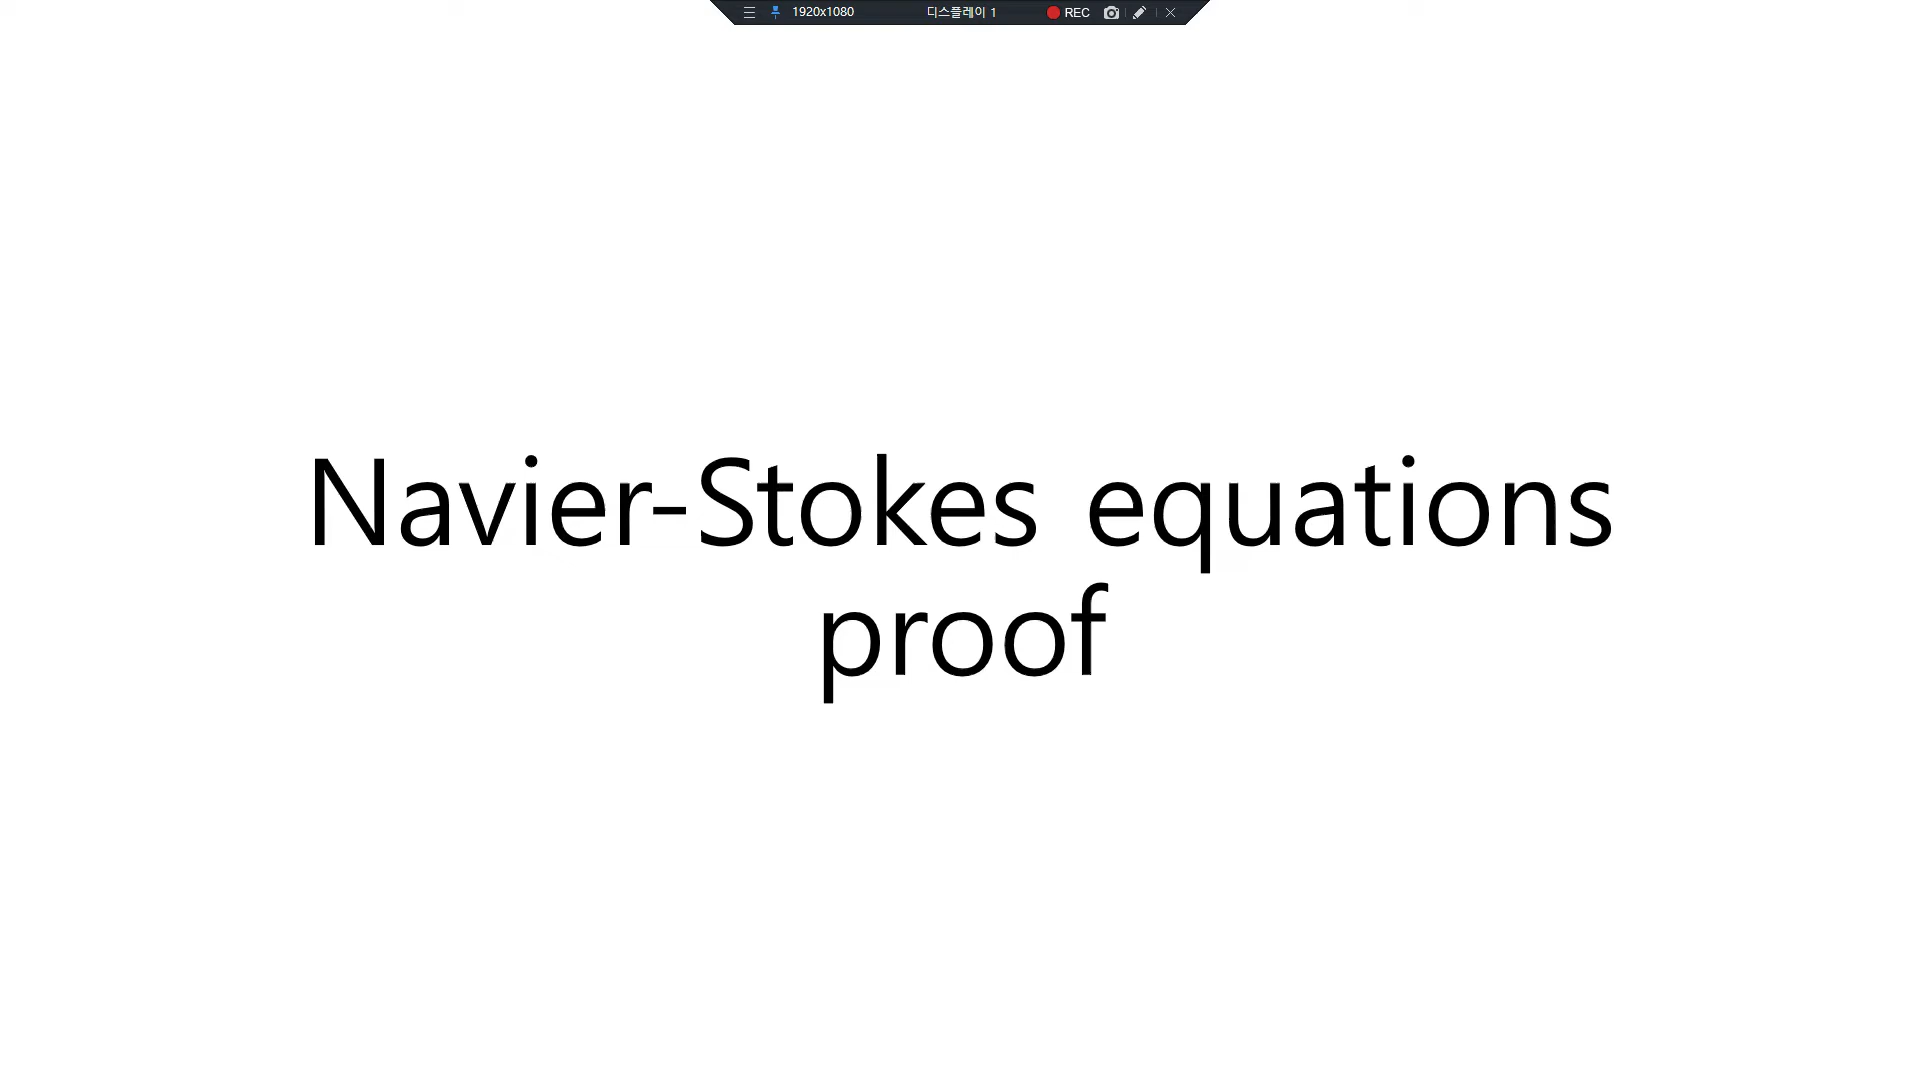 1920x1080 디스플레이 1 REC
Navier-Stokes equations
proof